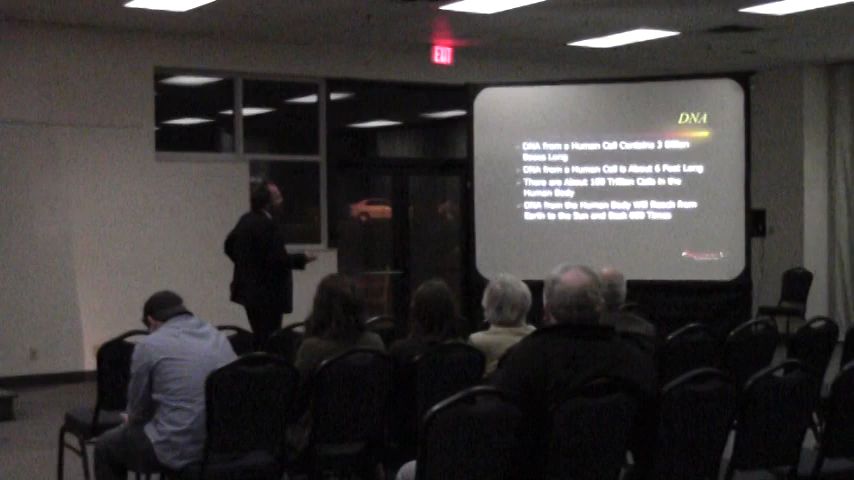 EXIT
DNA
DNA from a Human Cell Contains 3 Billion
Bases Long
DNA from a Human Cell is About 6 Feet Long
There are About 100 Trillion Cells in the
Human Body
DNA from the Human Body Will Reach from
Earth to the Sun and Back 600 Times